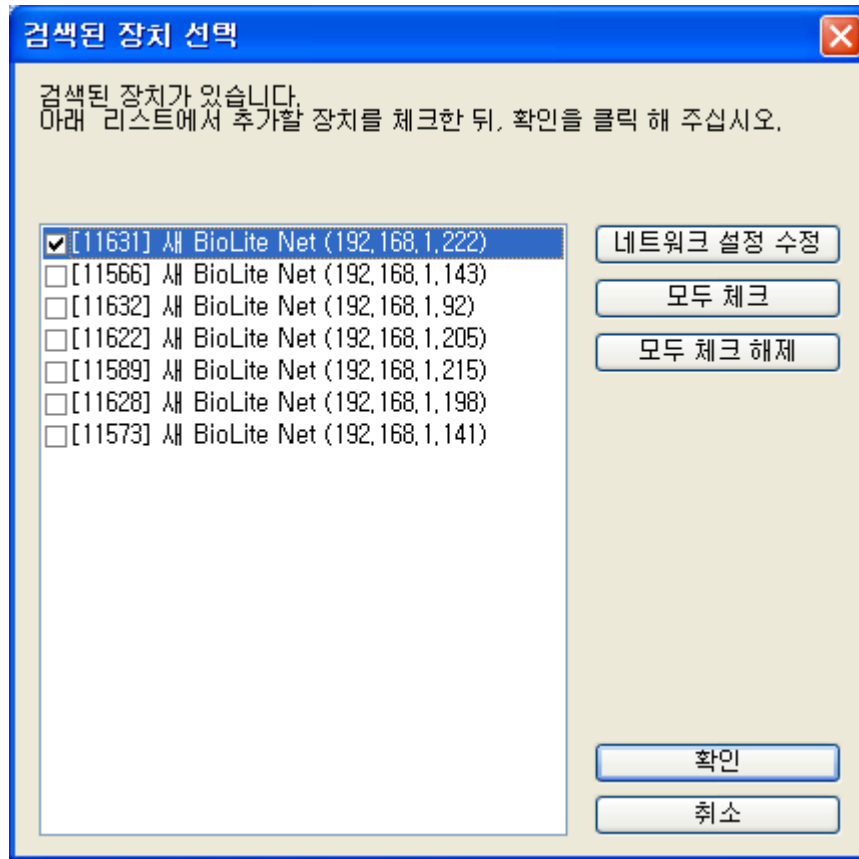 검색된 장치 선택
검색된 장치가 있습니다.
아래 리스트에서 추가할 장치를 체크한 뒤, 확인을 클릭 해 주십시오.
[11631] 새 BioLite Net (192.168.1.222)
[11566] 새 BioLite Net (192.168.1.143)
[11632] 새 BioLite Net (192.168.1.92)
[11622] 새 BioLite Net (192.168.1.205)
[11589] 새 BioLite Net (192.168.1.215)
[11628] 새 BioLite Net (192.168.1.198)
[11573] 새 BioLite Net (192.168.1.141)
네트워크 설정 수정
모두 체크
모두 체크 해제
확인
취소